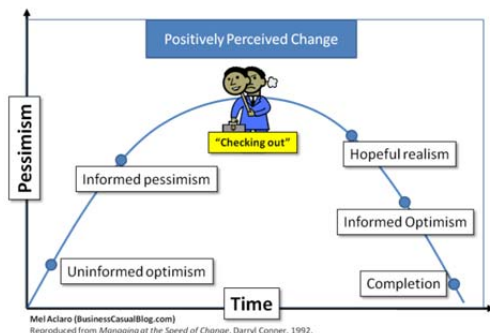 Positively Perceived Change
Pessimism
"Checking out"
Informed pessimism
Hopeful realism
Informed Optimism
Uninformed optimism
Completion
Time
Mel Aclaro (BusinessCasualBlog.com)
Reproduced from Managing at the Speed of Change, Darryl Conner, 1992.